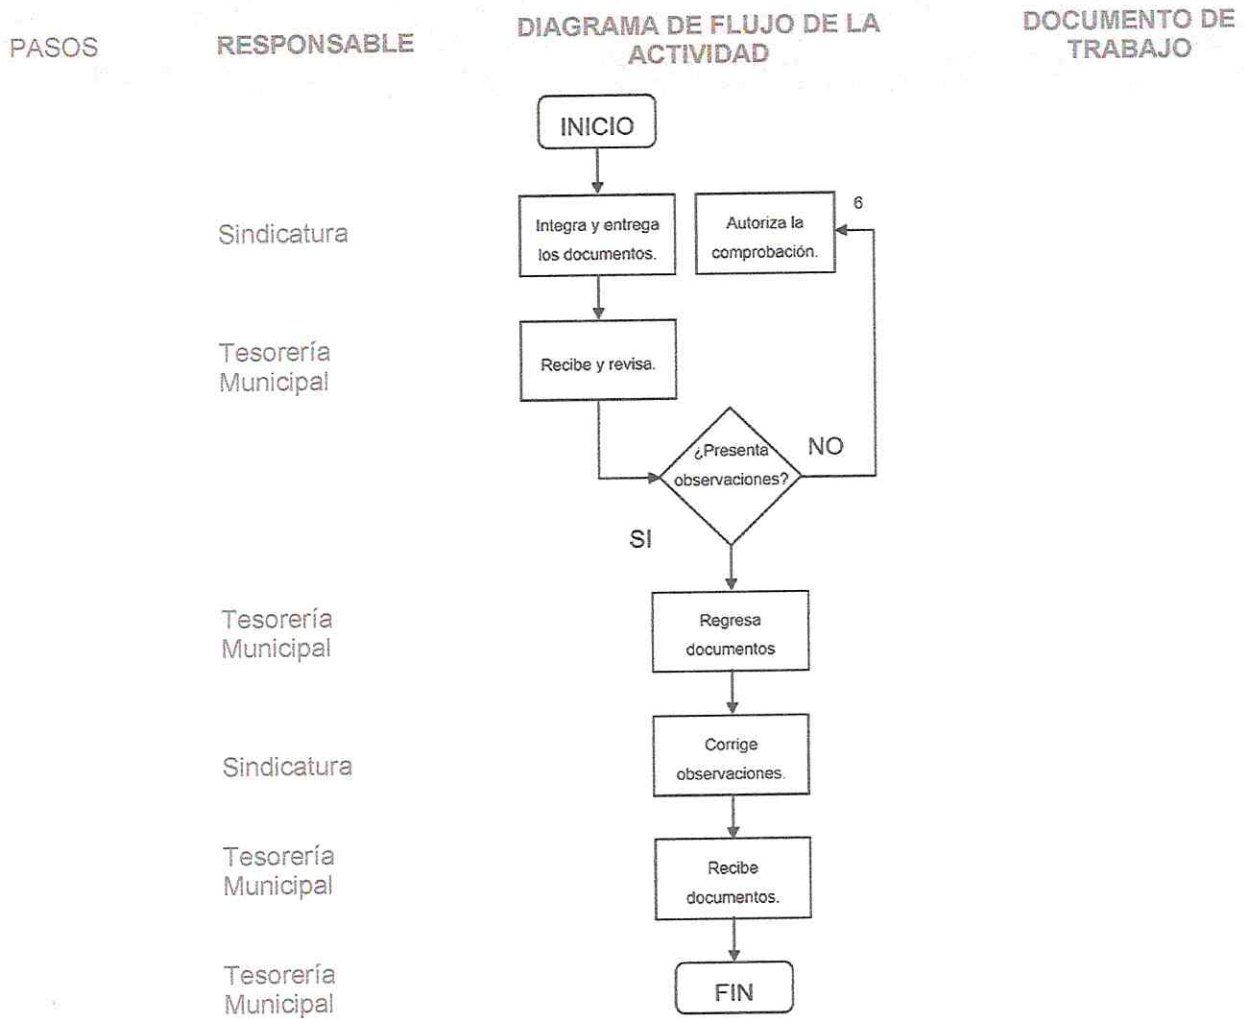 PASOS
RESPONSABLE
DIAGRAMA DE FLUJO DE LA
ACTIVIDAD
DOCUMENTO DE
TRABAJO
INICIO
Sindicatura
Integra y entrega
los documentos.
Autoriza la
comprobación.
6
Tesorería
Municipal
Recibe y revisa.
¿Presenta
observaciones?
NO
SI
Tesorería
Municipal
Regresa
documentos
Sindicatura
Corrige
observaciones.
Tesorería
Municipal
Recibe
documentos.
Tesorería
Municipal
FIN